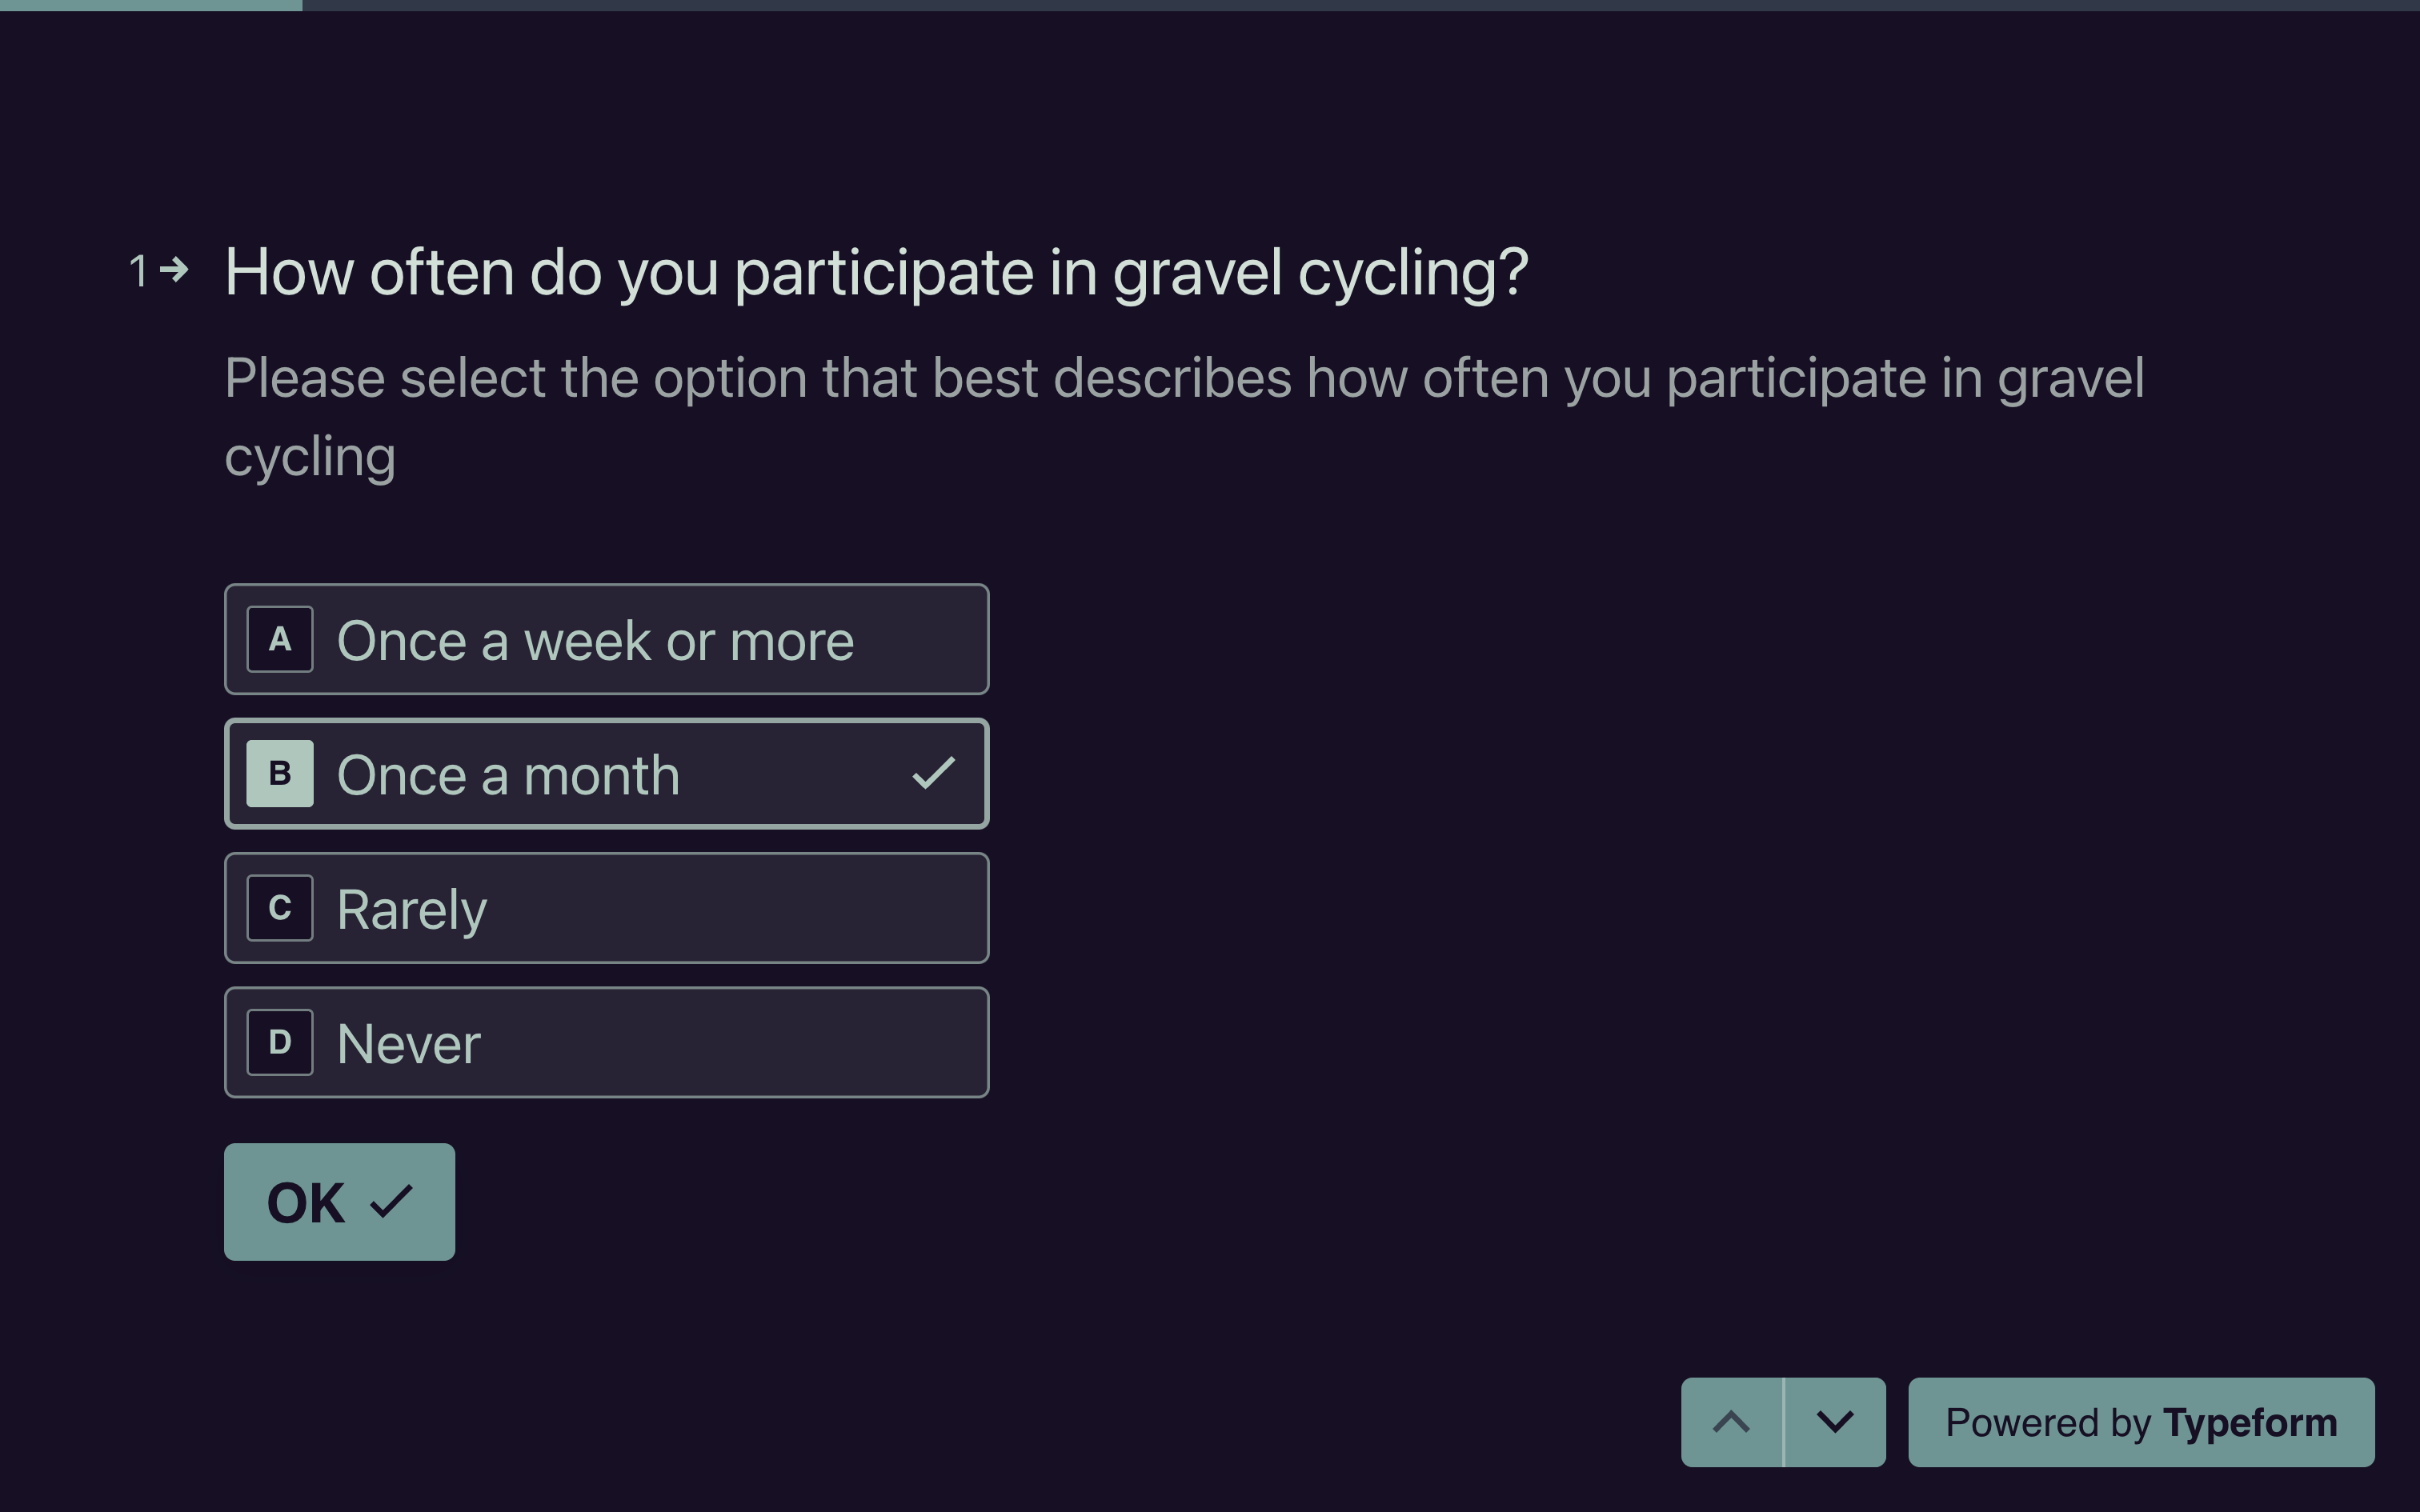 1 How often do you participate in gravel cycling?
Please select the option that best describes how often you participate in gravel
cycling
A Once a week or more
B Once a month
C Rarely
D Never
OK
Powered by Typeform